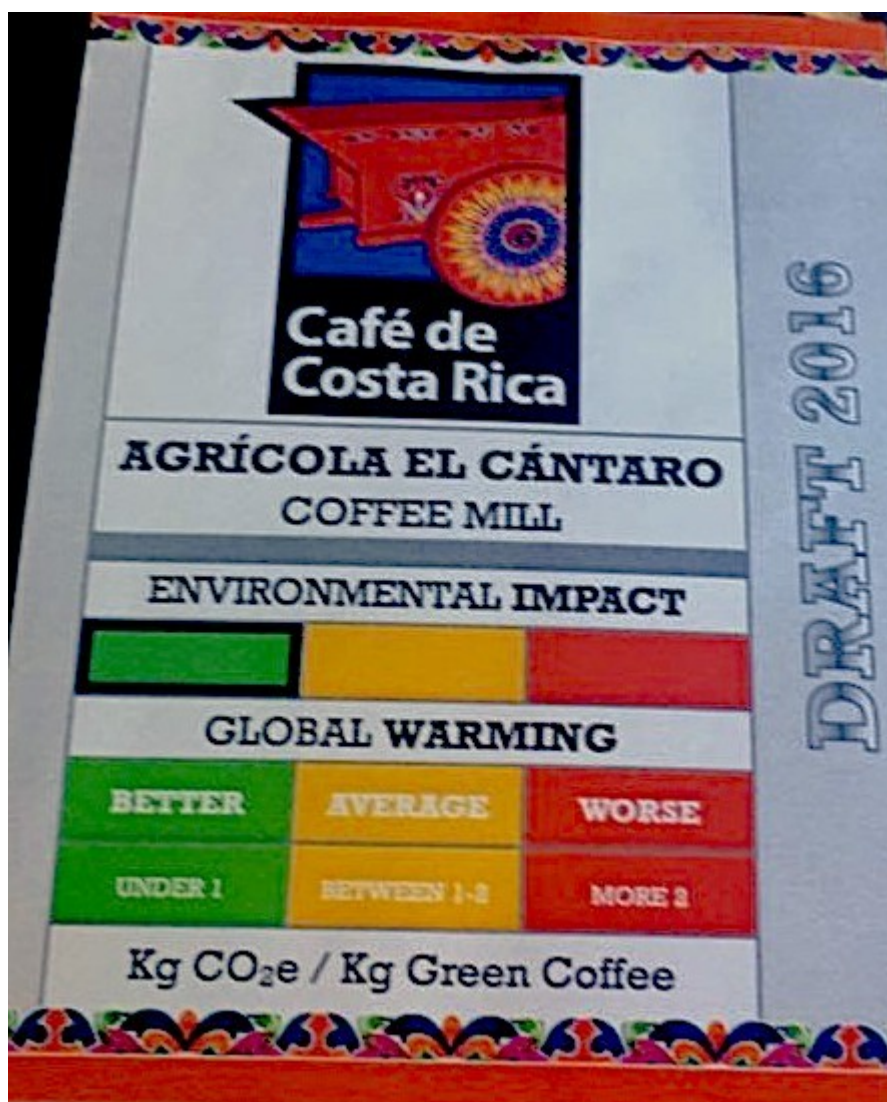 Café de
Costa Rica
AGRÍCOLA EL CÁNTARO
COFFEE MILL
ENVIRONMENTAL IMPACT
GLOBAL WARMING
BETTER AVERAGE WORSE
UNDER 1 BETWEEN 1-2 MORE 2
Kg CO₂e / Kg Green Coffee
DRAFT 2016